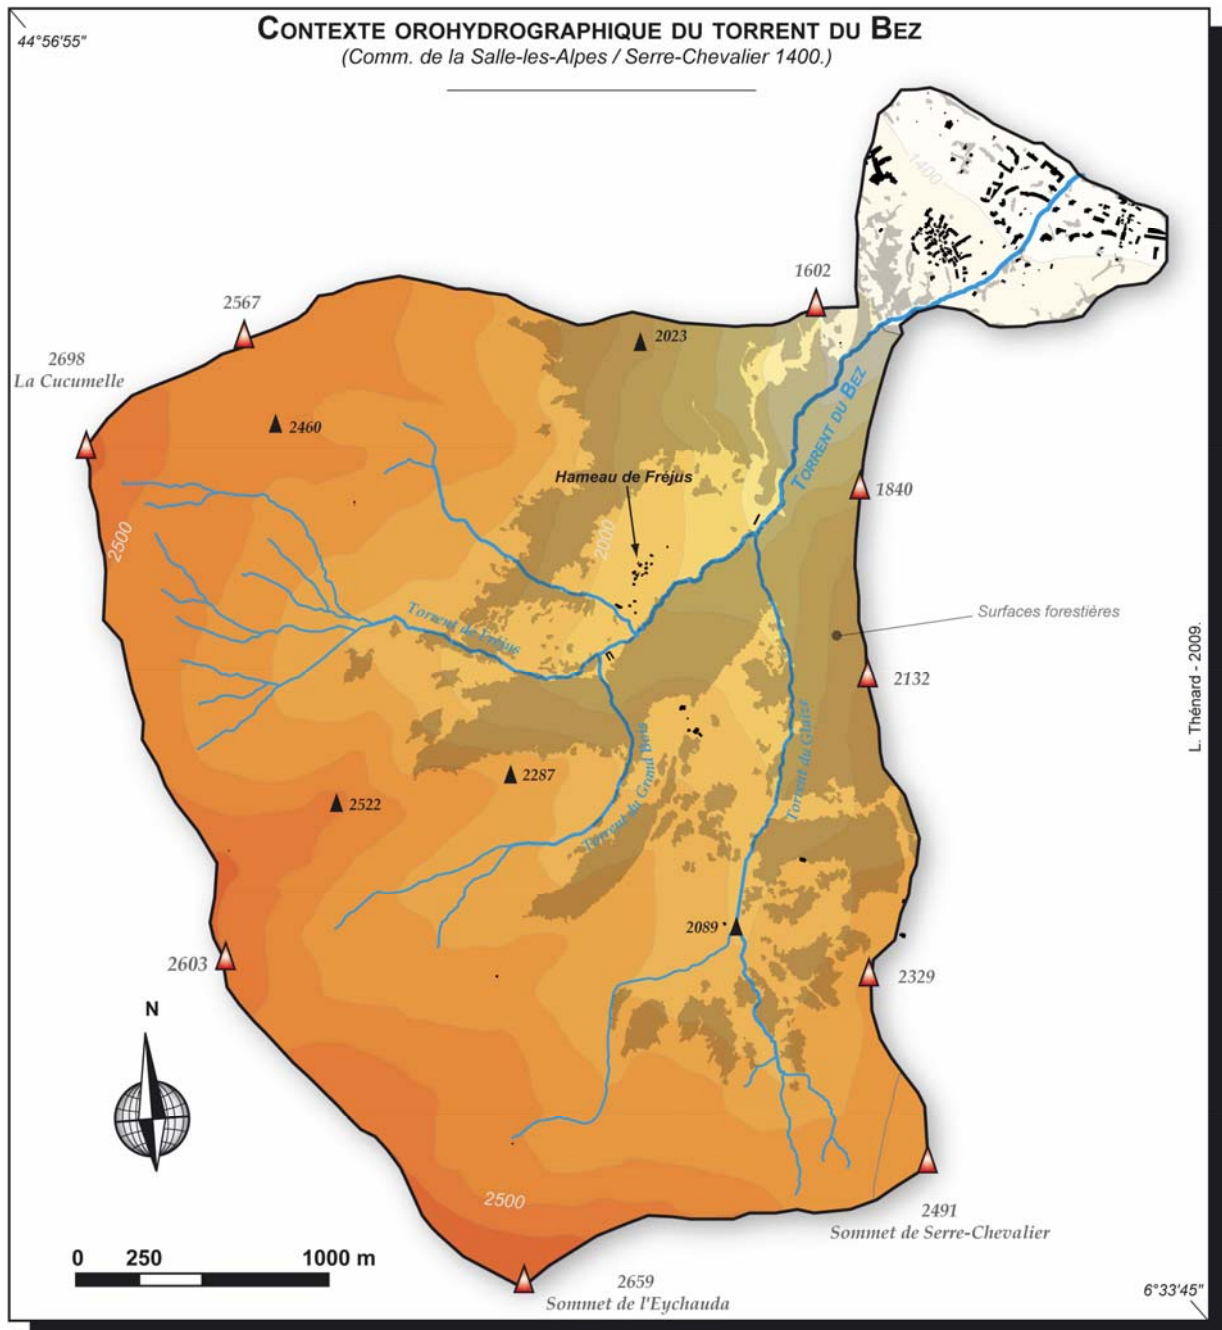 CONTEXTE OROHYDROGRAPHIQUE DU TORRENT DU BEZ
44°56'55"
(Comm. de la Salle-les-Alpes / Serre-Chevalier 1400.)
1400
1602
2567
2023
2698
La Cucumelle
2460
TORRENT DU BEZ
Hameau de Fréjus
1840
2500
2000
Torrent de Fréjus
Surfaces forestières
2132
L. Thénard - 2009.
Torrent du Grand Bois
Torrent du Glaizet
2287
2522
2089
2603
2329
N
2500
2491
Sommet de Serre-Chevalier
0 250 1000 m
2659
Sommet de l'Eychauda
6°33'45"